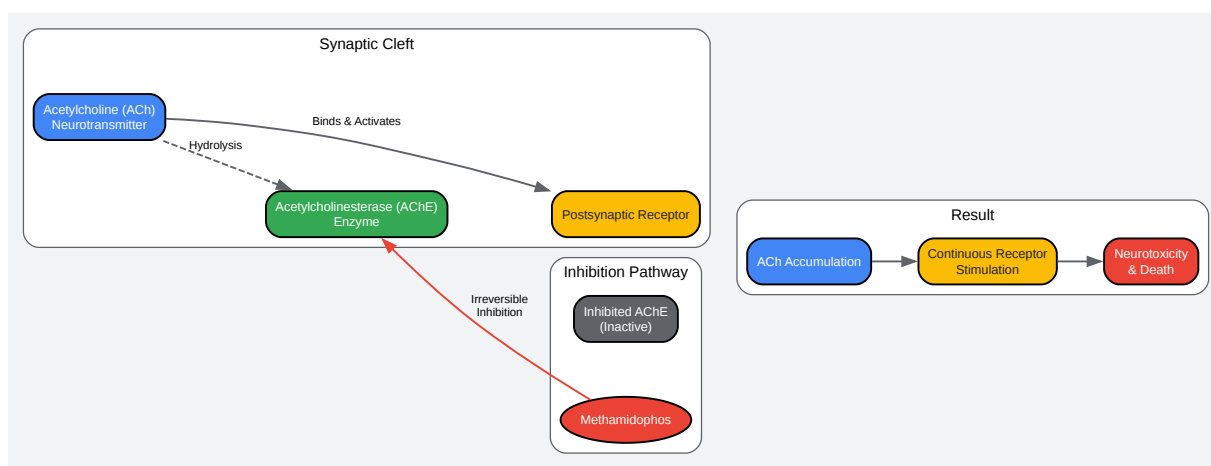 Synaptic Cleft
Acetylcholine (ACh)
Neurotransmitter
Binds & Activates
Hydrolysis
Acetylcholinesterase (AChE)
Enzyme
Postsynaptic Receptor
Inhibition Pathway
Inhibited AChE
(Inactive)
Irreversible
Inhibition
Methamidophos
Result
ACh Accumulation
Continuous Receptor
Stimulation
Neurotoxicity
& Death